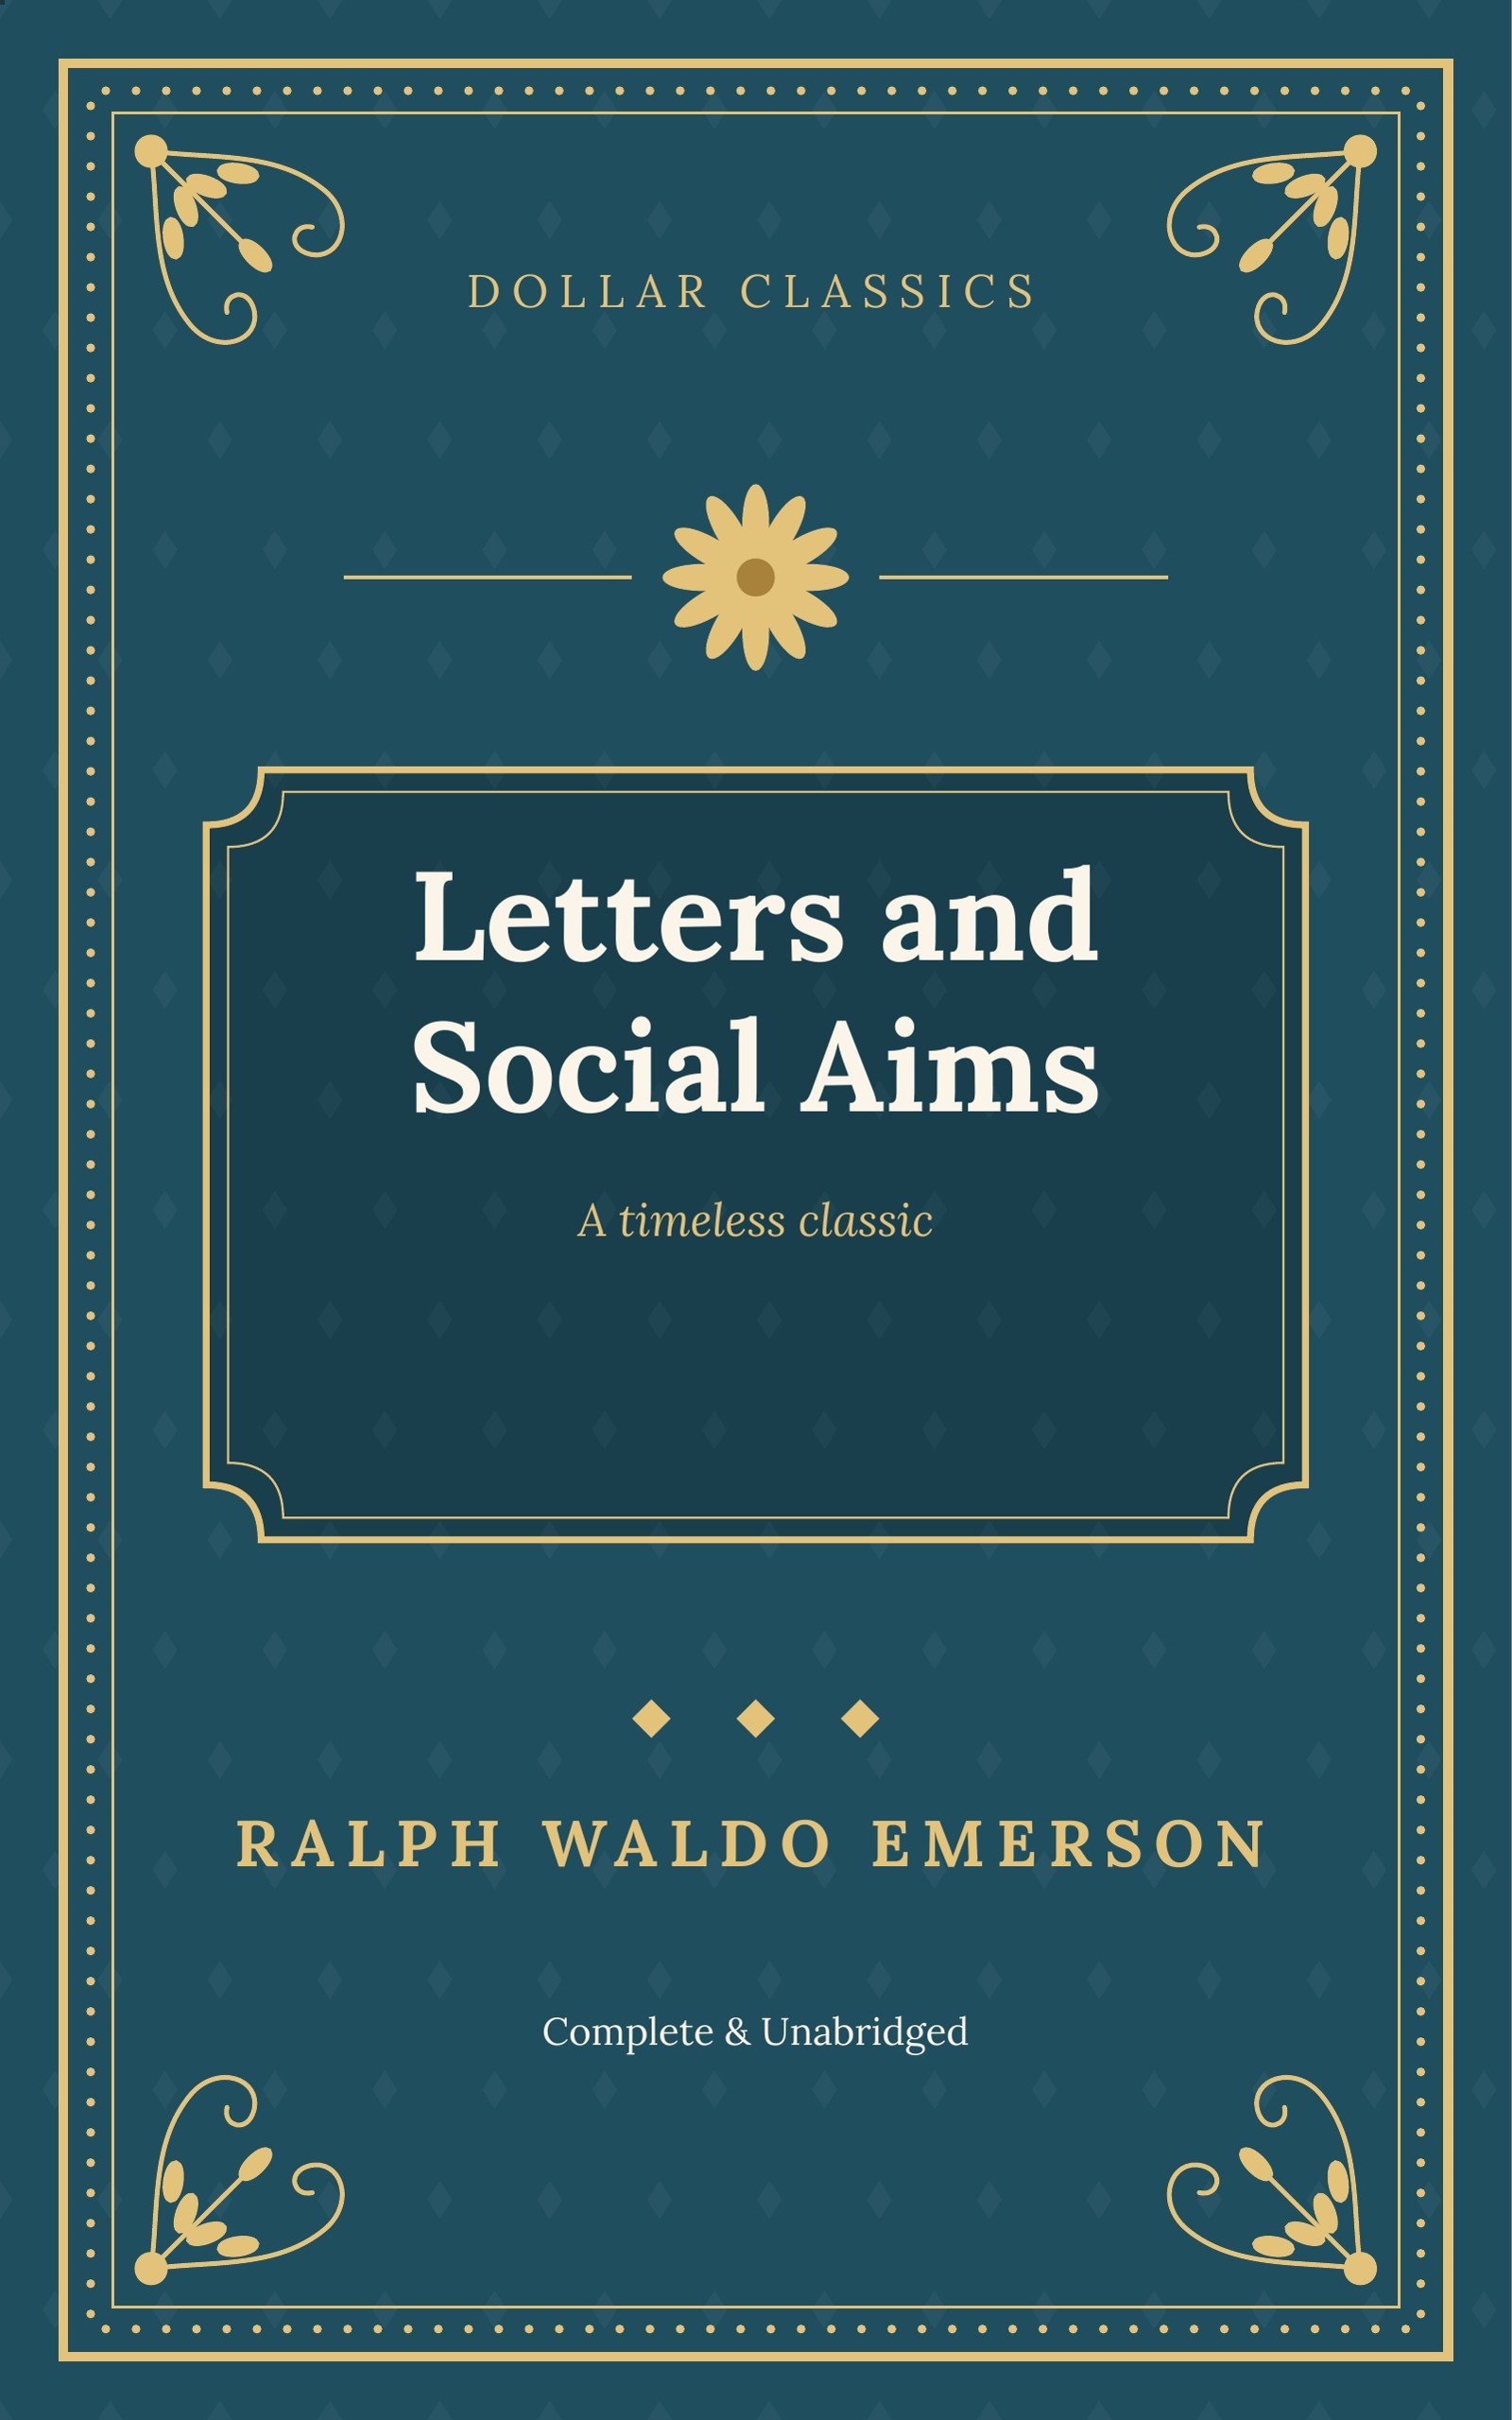 DOLLAR CLASSICS
Letters and
Social Aims
A timeless classic
RALPH WALDO EMERSON
Complete & Unabridged